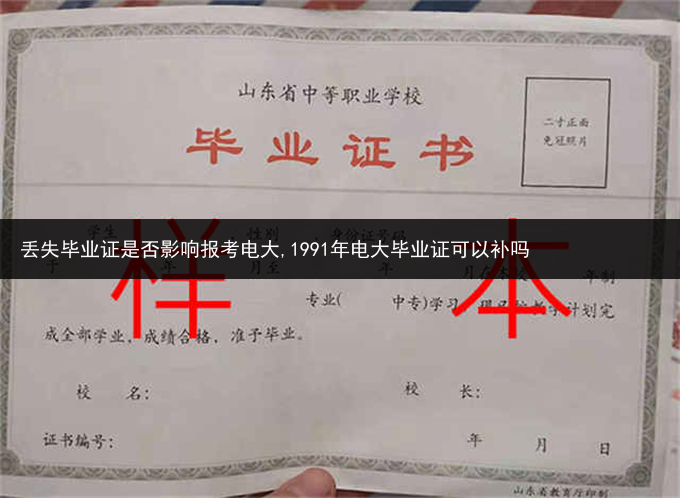 山东省中等职业学校
二寸正面
免冠照片
毕业证书
学生 性别 身份证号码
丢失毕业证是否影响报考电大,1991年电大毕业证可以补吗
于 年 月至 年 月在本校 年制
样本
专业( 中专)学习,
计划完
成全部学业,成绩合格,准予毕业。
校 名:
校 长:
证书编号:
年 月 日
山东省教育厅印制